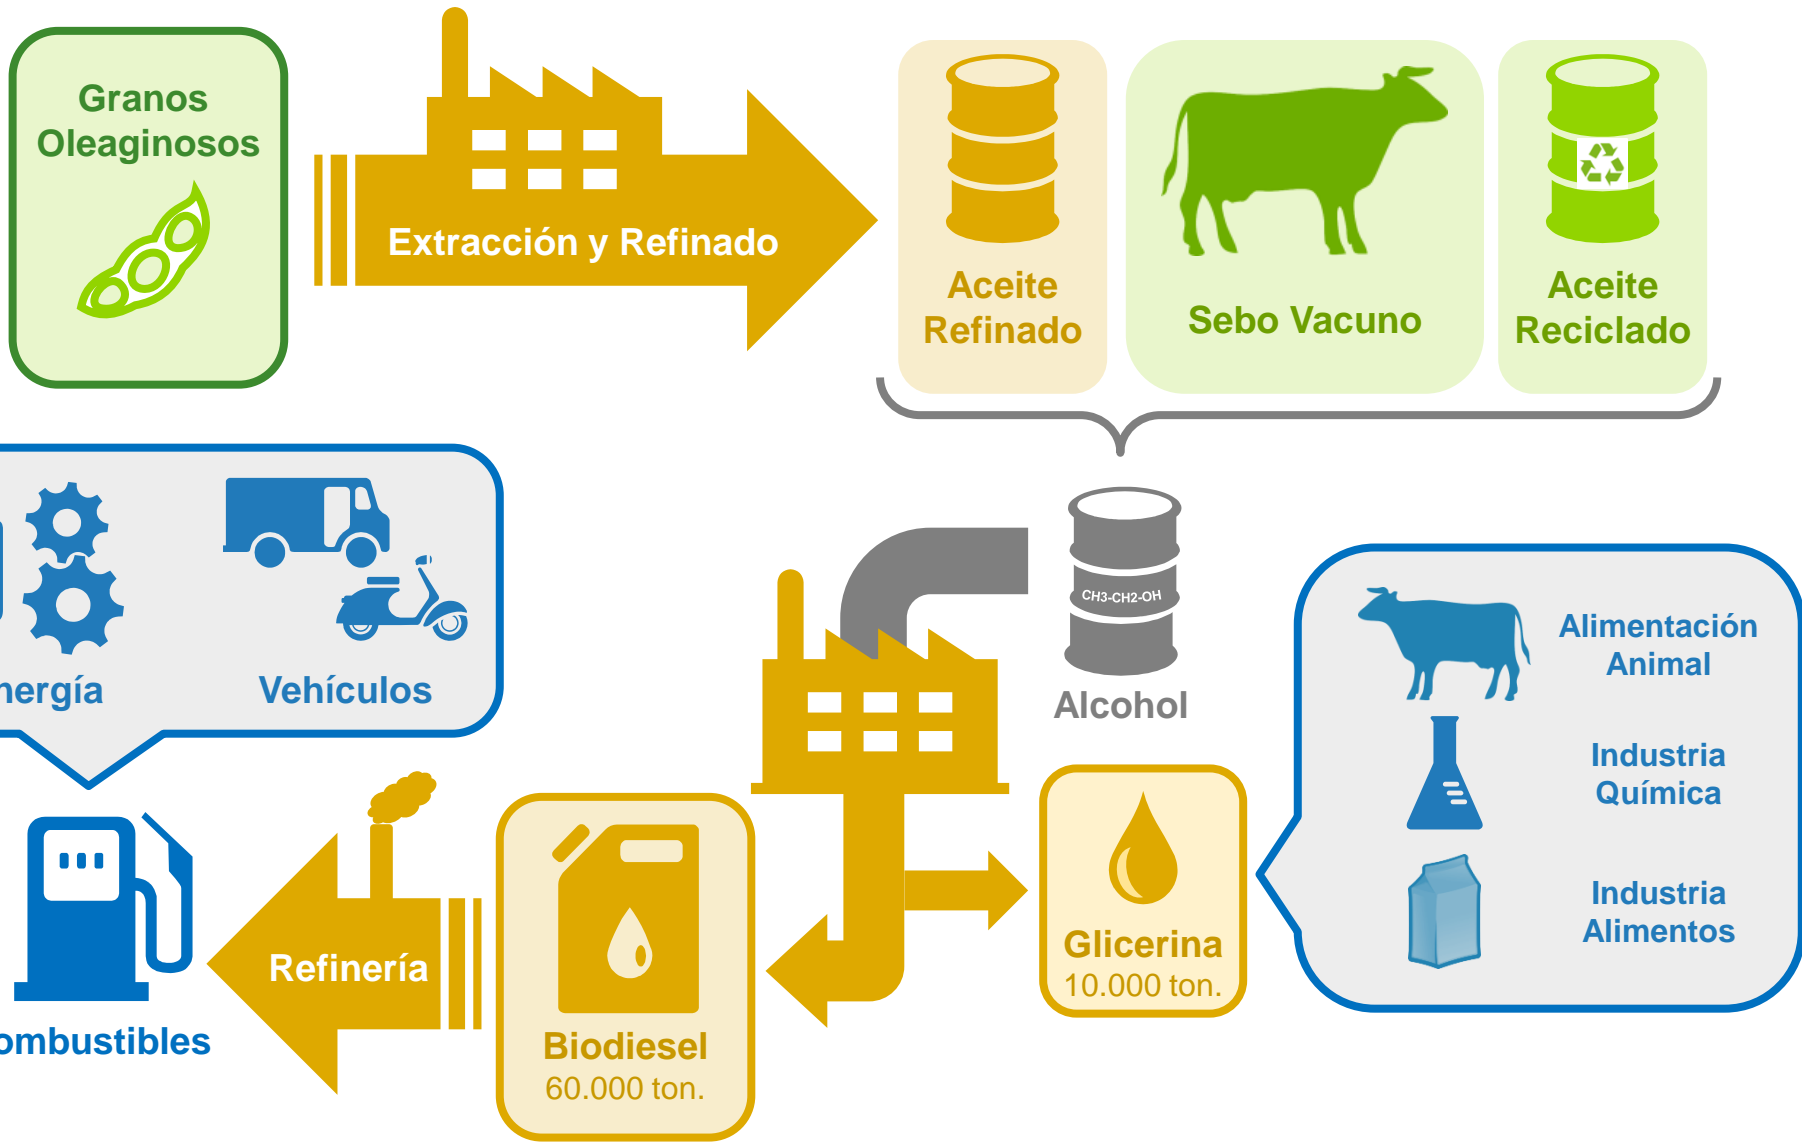 Granos
Oleaginosos
Extracción y Refinado
Aceite
Refinado
Sebo Vacuno
Aceite
Reciclado
CH3-CH2-OH
Alcohol
nergía
Vehículos
Alimentación
Animal
Industria
Química
Industria
Alimentos
Glicerina
10.000 ton.
Refinería
ombustibles
Biodiesel
60.000 ton.